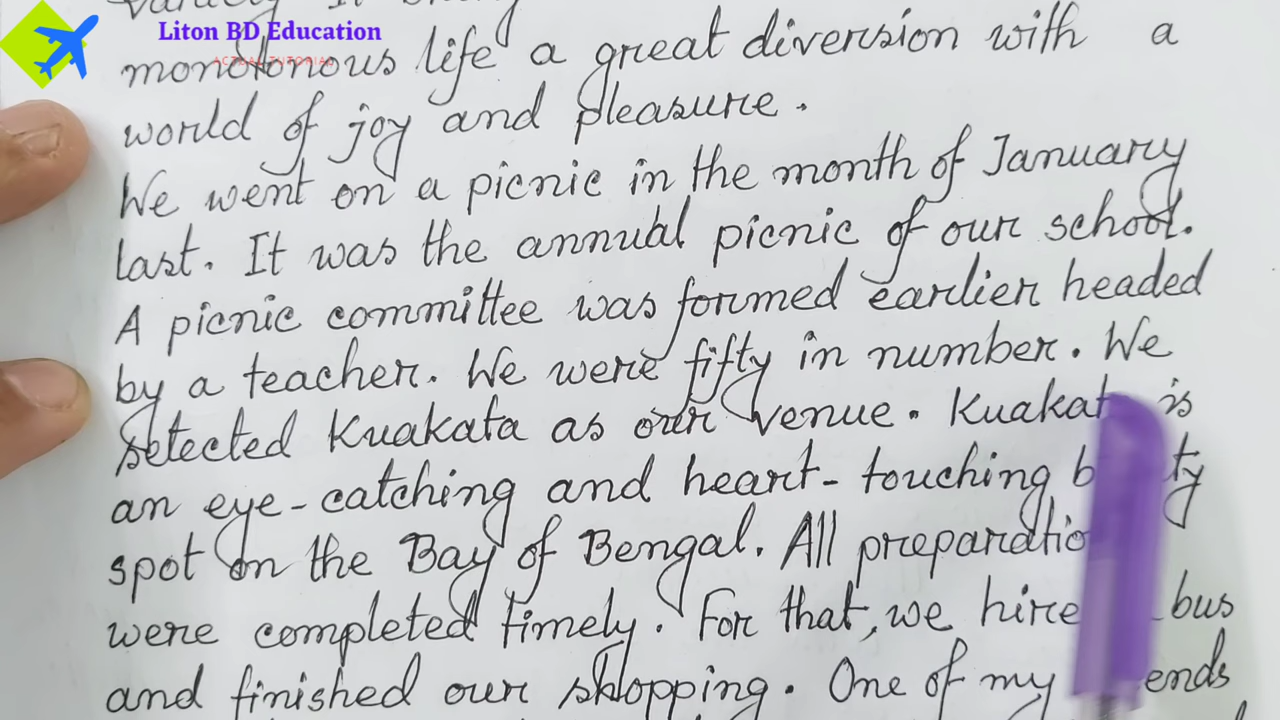 Liton BD Education
ACTUAL TUTORIAL
monotonous life a great diversion with a
world of joy and pleasure.
We went on a picnic in the month of January
last. It was the annual picnic of our school.
A picnic committee was formed earlier headed
by a teacher. We were fifty in number. We
selected Kuakata as our venue. Kuakata is
an eye-catching and heart-touching
spot on the Bay of Bengal. All
were completed timely. For that, we bus
and finished our shopping. One of my